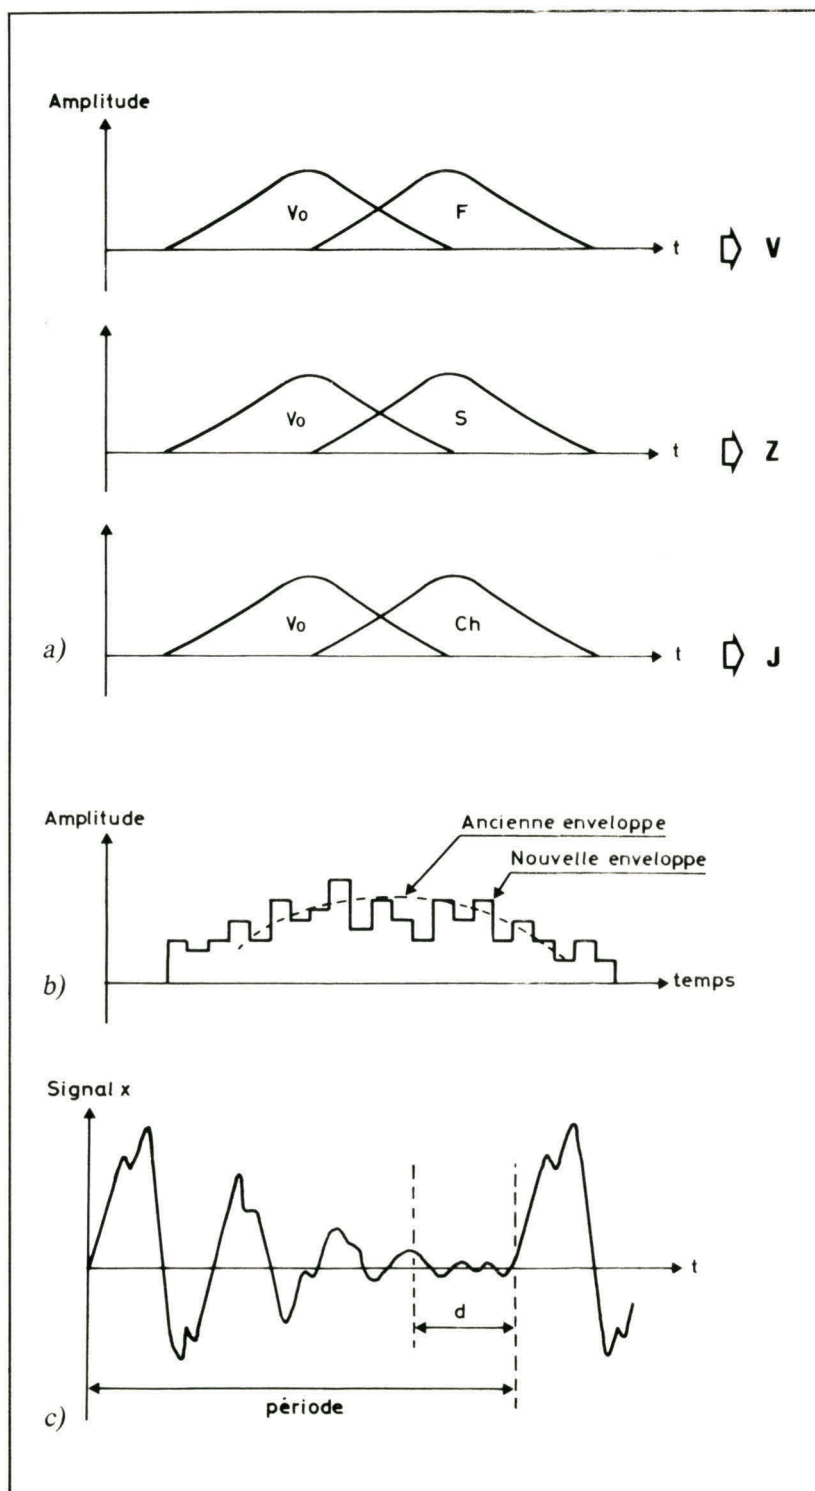 Amplitude
Vo F t V
Vo S t Z
Vo Ch t J
a)
Amplitude
Ancienne enveloppe
Nouvelle enveloppe
temps
b)
Signal x
t
d
période
c)